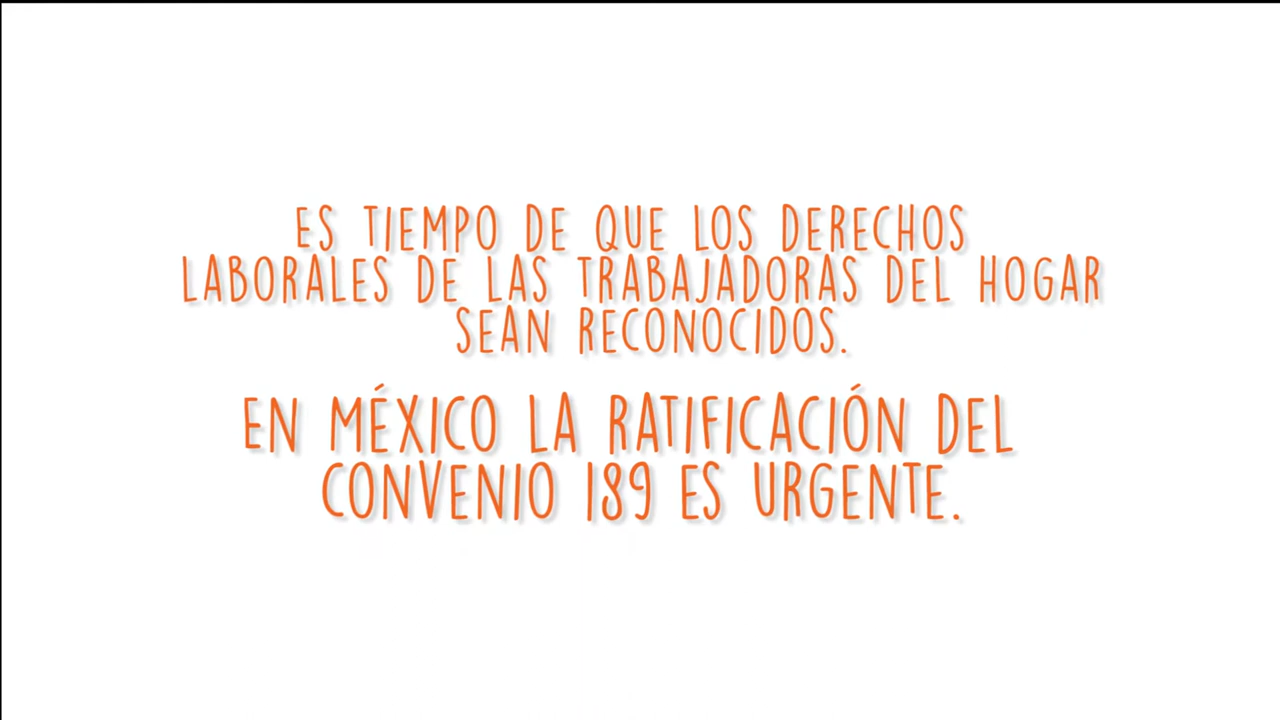 ES TIEMPO DE QUE LOS DERECHOS
LABORALES DE LAS TRABAJADORAS DEL HOGAR
SEAN RECONOCIDOS.
EN MÉXICO LA RATIFICACIÓN DEL
CONVENIO 189 ES URGENTE.